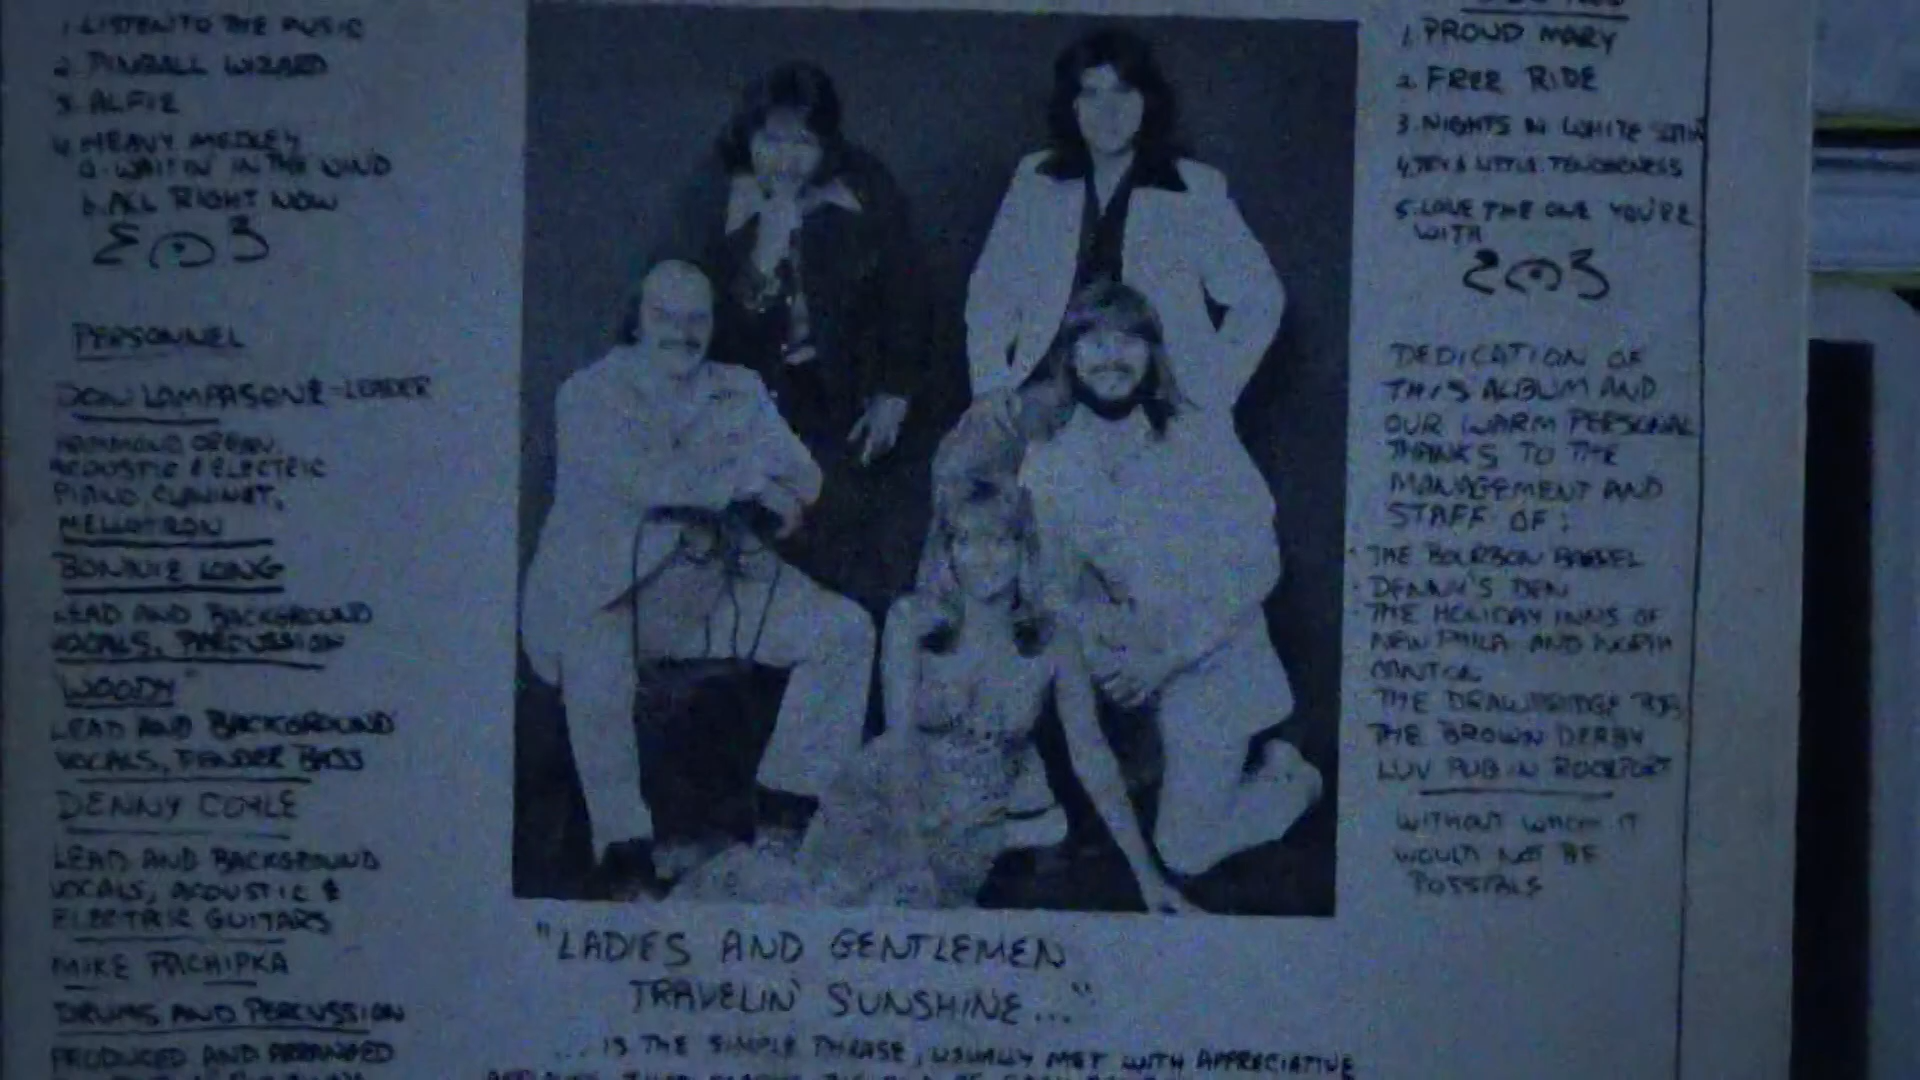 1. LISTEN TO THE MUSIC
2. PINBALL WIZARD
3. ALFIE
4. HEAVY MEDLEY
a. WAITIN' IN THE WIND
b. ALL RIGHT NOW
PERSONNEL
DON LAMPASONE - LEADER
HAMMOND ORGAN,
ACOUSTIC & ELECTRIC
PIANO CLAVINET,
MELLOTRON
BONNIE LONG
LEAD AND BACKGROUND
VOCALS, PERCUSSION
"WOODY"
LEAD AND BACKGROUND
VOCALS, FENDER BASS
DENNY COYLE
LEAD AND BACKGROUND
VOCALS, ACOUSTIC &
ELECTRIC GUITARS
MIKE PACHIPKA
DRUMS AND PERCUSSION
PRODUCED AND ARRANGED
"LADIES AND GENTLEMEN
TRAVELIN' SUNSHINE..."
... IS THE SIMPLE PHRASE, USUALLY MET WITH APPRECIATIVE
1. PROUD MARY
2. FREE RIDE
3. NIGHTS IN WHITE SATIN
4. TRY A LITTLE TENDERNESS
5. LOVE THE ONE YOU'RE
WITH
DEDICATION OF
THIS ALBUM AND
OUR WARM PERSONAL
THANKS TO THE
MANAGEMENT AND
STAFF OF:
THE BOURBON BARREL
DENNY'S DEN
THE HOLIDAY INNS OF
NEW PHILA AND NORTH
CANTON
THE DRAWBRIDGE
THE BROWN DERBY
LUV PUB IN ROCKPORT
WITHOUT WHOM IT
WOULD NOT BE
POSSIBLE